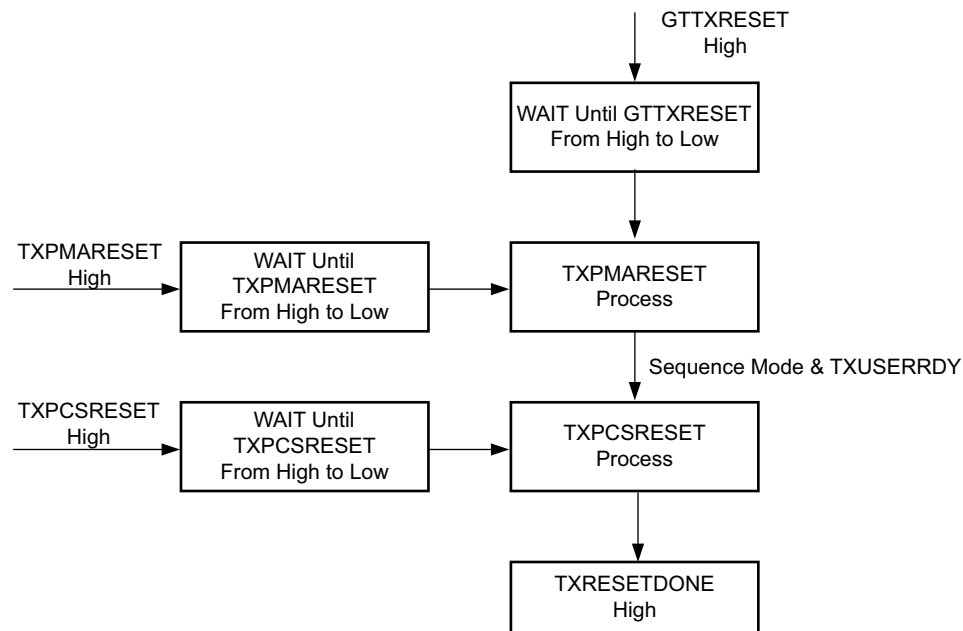 GTTXRESET
High
WAIT Until GTTXRESET
From High to Low
TXPMARESET
High
WAIT Until
TXPMARESET
From High to Low
TXPMARESET
Process
Sequence Mode & TXUSERRDY
TXPCSRESET
High
WAIT Until
TXPCSRESET
From High to Low
TXPCSRESET
Process
TXRESETDONE
High